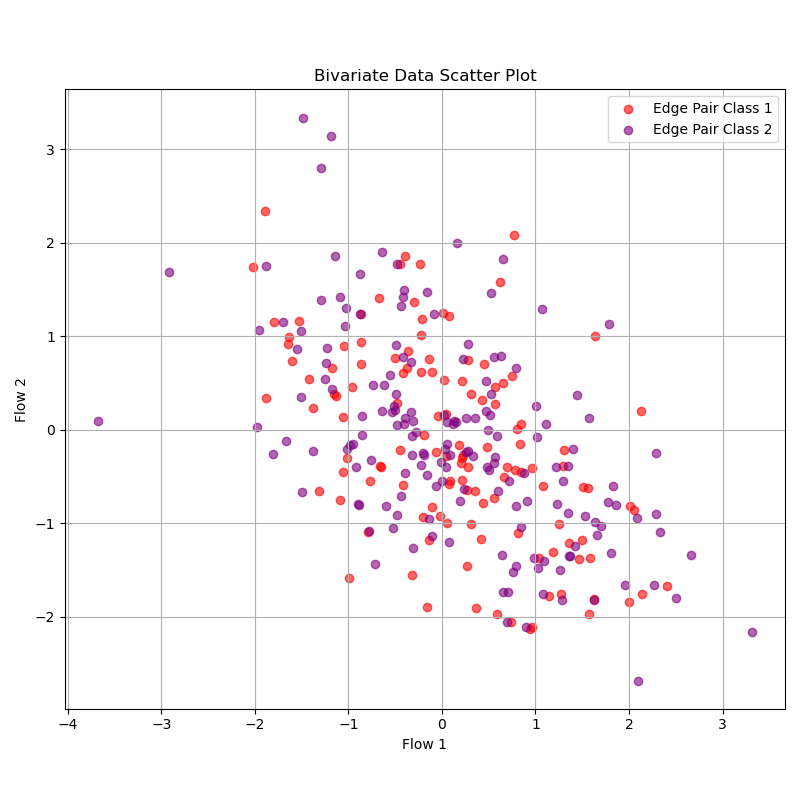 Bivariate Data Scatter Plot
Edge Pair Class 1
Edge Pair Class 2
3
2
1
0
−1
−2
Flow 2
−4 −3 −2 −1 0 1 2 3
Flow 1